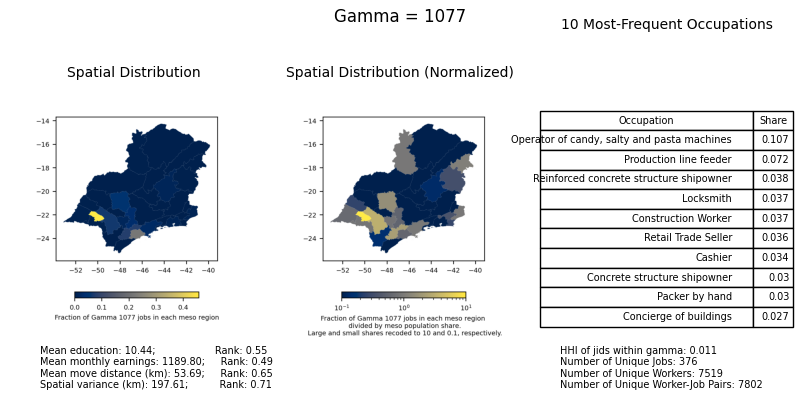 Gamma = 1077
10 Most-Frequent Occupations
Spatial Distribution
Spatial Distribution (Normalized)
−14
−16
−18
−20
−22
−24
−52 −50 −48 −46 −44 −42 −40
0.0 0.1 0.2 0.3 0.4
Fraction of Gamma 1077 jobs in each meso region
−14
−16
−18
−20
−22
−24
−52 −50 −48 −46 −44 −42 −40
10⁻¹ 10⁰ 10¹
Fraction of Gamma 1077 jobs in each meso region
divided by meso population share.
Large and small shares recoded to 10 and 0.1, respectively.
Occupation Share
Operator of candy, salty and pasta machines 0.107
Production line feeder 0.072
Reinforced concrete structure shipowner 0.038
Locksmith 0.037
Construction Worker 0.037
Retail Trade Seller 0.036
Cashier 0.034
Concrete structure shipowner 0.03
Packer by hand 0.03
Concierge of buildings 0.027
Mean education: 10.44; Rank: 0.55
Mean monthly earnings: 1189.80; Rank: 0.49
Mean move distance (km): 53.69; Rank: 0.65
Spatial variance (km): 197.61; Rank: 0.71
HHI of jids within gamma: 0.011
Number of Unique Jobs: 376
Number of Unique Workers: 7519
Number of Unique Worker-Job Pairs: 7802